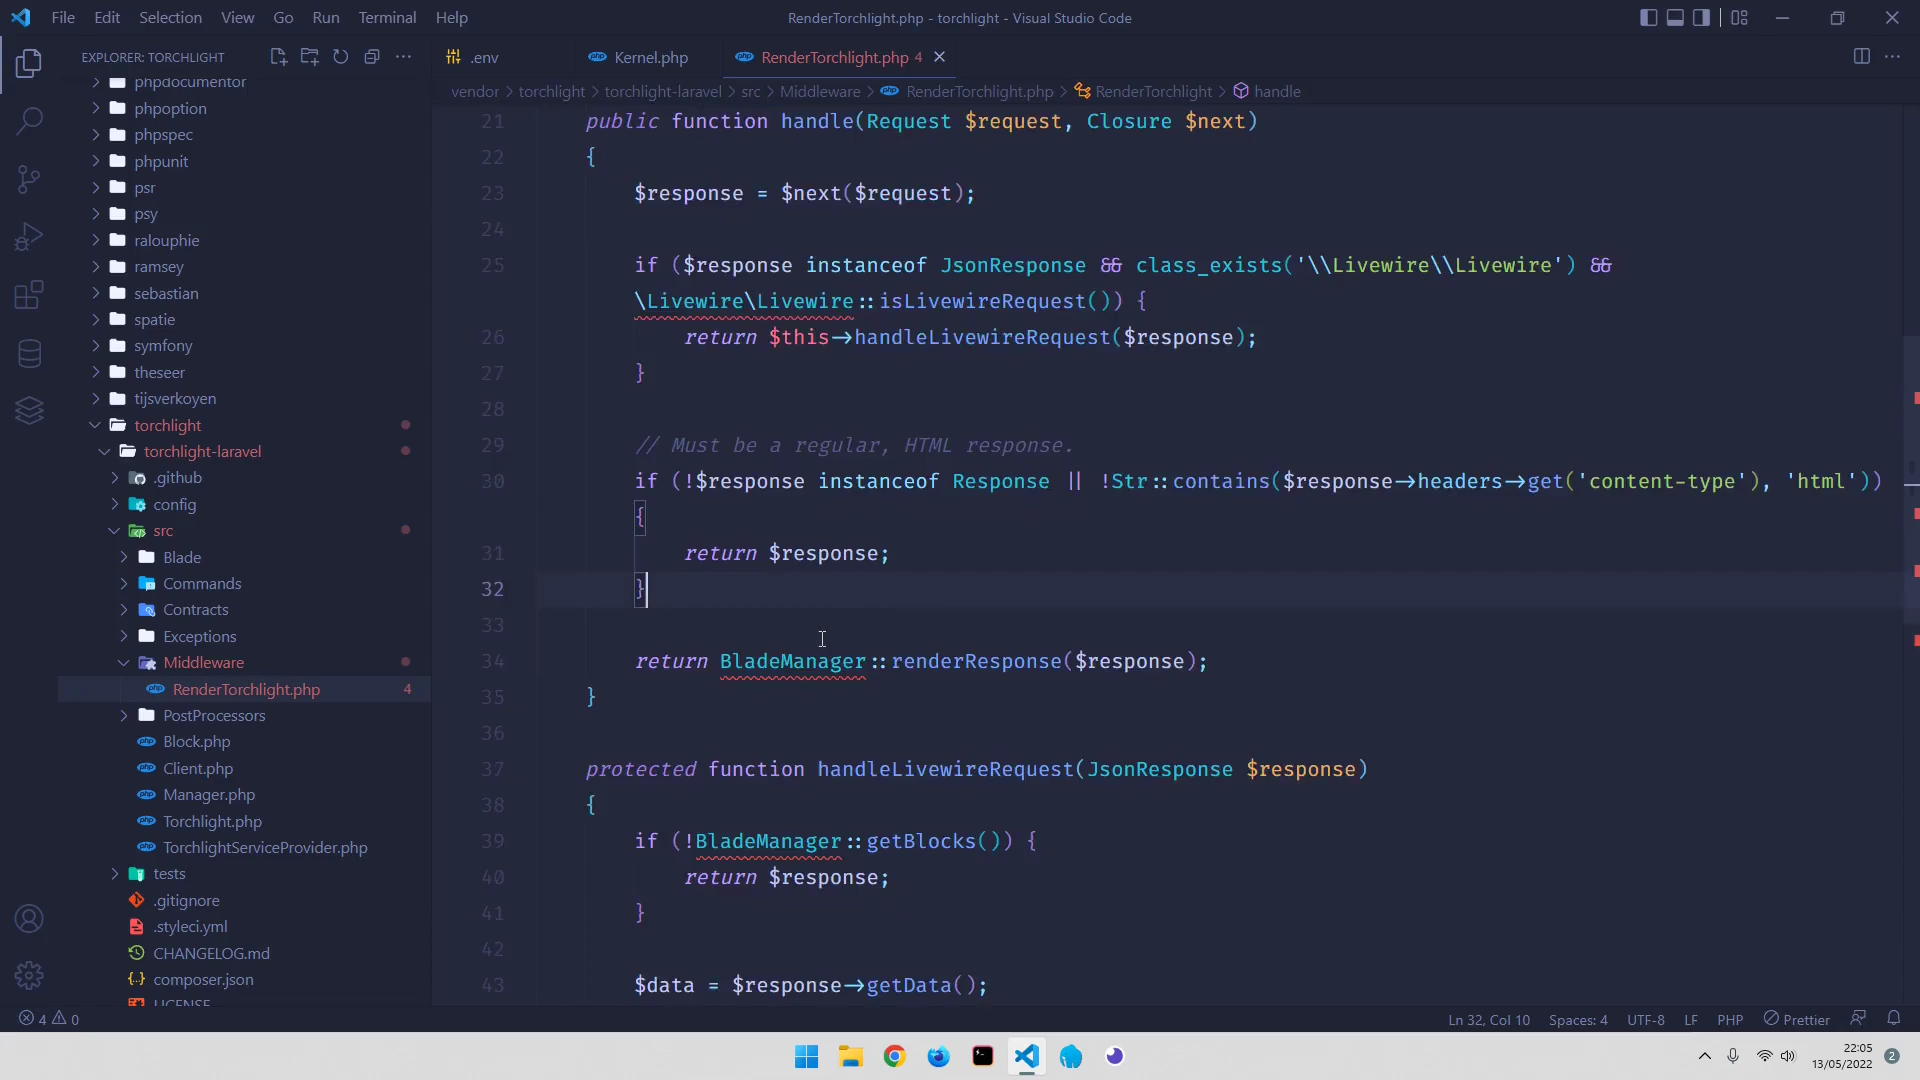 File Edit Selection View Go Run Terminal Help
RenderTorchlight.php - torchlight - Visual Studio Code
EXPLORER: TORCHLIGHT
phpdocumentor
phpoption
phpspec
phpunit
psr
psy
ralouphie
ramsey
sebastian
spatie
symfony
theseer
tijsverkoyen
torchlight
torchlight-laravel
.github
config
src
Blade
Commands
Contracts
Exceptions
Middleware
RenderTorchlight.php 4
PostProcessors
Block.php
Client.php
Manager.php
Torchlight.php
TorchlightServiceProvider.php
tests
.gitignore
.styleci.yml
CHANGELOG.md
composer.json
LICENSE
.env
Kernel.php
RenderTorchlight.php 4
vendor > torchlight > torchlight-laravel > src > Middleware > RenderTorchlight.php > RenderTorchlight > handle
21 public function handle(Request $request, Closure $next)
22 {
23 $response = $next($request);
24
25 if ($response instanceof JsonResponse && class_exists('\\Livewire\\Livewire') &&
\Livewire\Livewire::isLivewireRequest()) {
26 return $this->handleLivewireRequest($response);
27 }
28
29 // Must be a regular, HTML response.
30 if (!$response instanceof Response || !Str::contains($response->headers->get('content-type'), 'html'))
{
31 return $response;
32 }
33
34 return BladeManager::renderResponse($response);
35 }
36
37 protected function handleLivewireRequest(JsonResponse $response)
38 {
39 if (!BladeManager::getBlocks()) {
40 return $response;
41 }
42
43 $data = $response->getData();
4 0
Ln 32, Col 10 Spaces: 4 UTF-8 LF PHP Prettier
22:05
13/05/2022
2